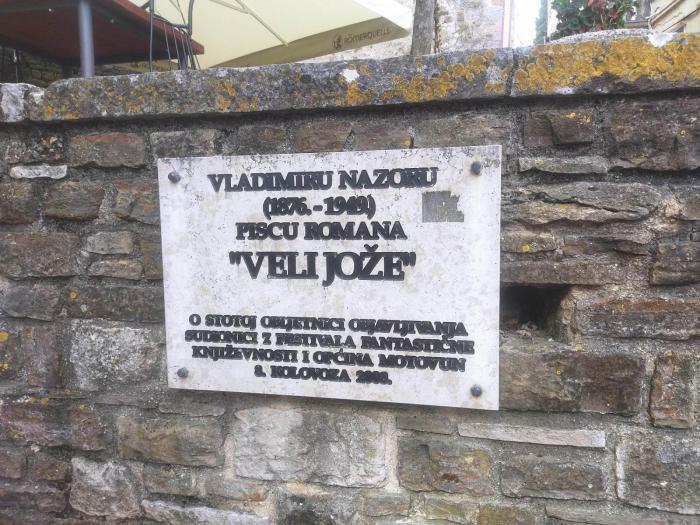 RÖMERQUELLE
VLADIMIRU NAZORU
(1876.-1949.)
PISCU ROMANA
"VELI JOŽE"
O STOTOJ OBLJETNICI OBJAVLJIVANJA
SUDIONICI 7. FESTIVALA FANTASTIČNE
KNJIŽEVNOSTI I OPĆINA MOTOVUN
8. KOLOVOZA 2008.